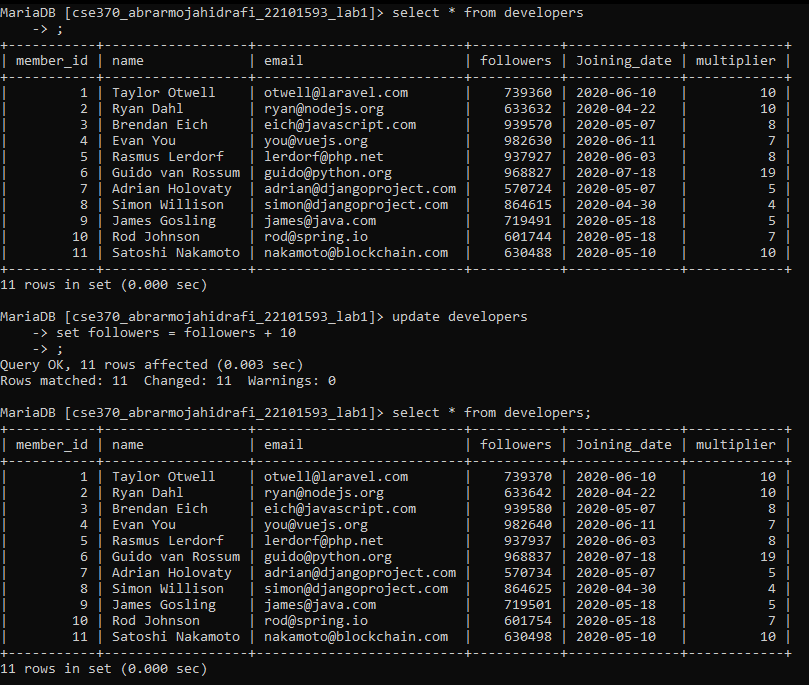 MariaDB [cse370_abrarmojahidrafi_22101593_lab1]> select * from developers
    -> ;
+-----------+------------------+--------------------------+-----------+--------------+------------+
| member_id | name             | email                    | followers | Joining_date | multiplier |
+-----------+------------------+--------------------------+-----------+--------------+------------+
|         1 | Taylor Otwell    | otwell@laravel.com       |    739360 | 2020-06-10   |         10 |
|         2 | Ryan Dahl        | ryan@nodejs.org          |    633632 | 2020-04-22   |         10 |
|         3 | Brendan Eich     | eich@javascript.com      |    939570 | 2020-05-07   |          8 |
|         4 | Evan You         | you@vuejs.org            |    982630 | 2020-06-11   |          7 |
|         5 | Rasmus Lerdorf   | lerdorf@php.net          |    937927 | 2020-06-03   |          8 |
|         6 | Guido van Rossum | guido@python.org         |    968827 | 2020-07-18   |         19 |
|         7 | Adrian Holovaty  | adrian@djangoproject.com |    570724 | 2020-05-07   |          5 |
|         8 | Simon Willison   | simon@djangoproject.com  |    864615 | 2020-04-30   |          4 |
|         9 | James Gosling    | james@java.com           |    719491 | 2020-05-18   |          5 |
|        10 | Rod Johnson      | rod@spring.io            |    601744 | 2020-05-18   |          7 |
|        11 | Satoshi Nakamoto | nakamoto@blockchain.com  |    630488 | 2020-05-10   |         10 |
+-----------+------------------+--------------------------+-----------+--------------+------------+
11 rows in set (0.000 sec)
MariaDB [cse370_abrarmojahidrafi_22101593_lab1]> update developers
    -> set followers = followers + 10
    -> ;
Query OK, 11 rows affected (0.003 sec)
Rows matched: 11  Changed: 11  Warnings: 0
MariaDB [cse370_abrarmojahidrafi_22101593_lab1]> select * from developers;
+-----------+------------------+--------------------------+-----------+--------------+------------+
| member_id | name             | email                    | followers | Joining_date | multiplier |
+-----------+------------------+--------------------------+-----------+--------------+------------+
|         1 | Taylor Otwell    | otwell@laravel.com       |    739370 | 2020-06-10   |         10 |
|         2 | Ryan Dahl        | ryan@nodejs.org          |    633642 | 2020-04-22   |         10 |
|         3 | Brendan Eich     | eich@javascript.com      |    939580 | 2020-05-07   |          8 |
|         4 | Evan You         | you@vuejs.org            |    982640 | 2020-06-11   |          7 |
|         5 | Rasmus Lerdorf   | lerdorf@php.net          |    937937 | 2020-06-03   |          8 |
|         6 | Guido van Rossum | guido@python.org         |    968837 | 2020-07-18   |         19 |
|         7 | Adrian Holovaty  | adrian@djangoproject.com |    570734 | 2020-05-07   |          5 |
|         8 | Simon Willison   | simon@djangoproject.com  |    864625 | 2020-04-30   |          4 |
|         9 | James Gosling    | james@java.com           |    719501 | 2020-05-18   |          5 |
|        10 | Rod Johnson      | rod@spring.io            |    601754 | 2020-05-18   |          7 |
|        11 | Satoshi Nakamoto | nakamoto@blockchain.com  |    630498 | 2020-05-10   |         10 |
+-----------+------------------+--------------------------+-----------+--------------+------------+
11 rows in set (0.000 sec)